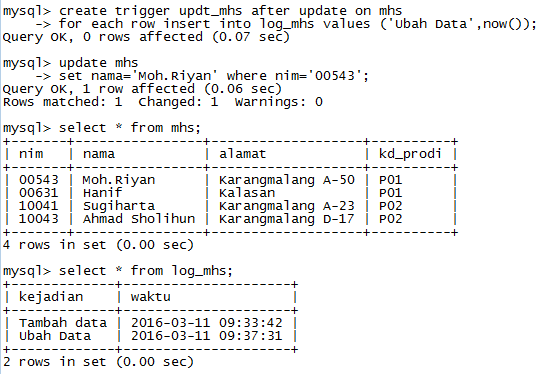 mysql> create trigger updt_mhs after update on mhs
    -> for each row insert into log_mhs values ('Ubah Data',now());
Query OK, 0 rows affected (0.07 sec)

mysql> update mhs
    -> set nama='Moh.Riyan' where nim='00543';
Query OK, 1 row affected (0.06 sec)
Rows matched: 1  Changed: 1  Warnings: 0

mysql> select * from mhs;
+-------+-----------------+--------------------+----------+
| nim   | nama            | alamat             | kd_prodi |
+-------+-----------------+--------------------+----------+
| 00543 | Moh.Riyan       | Karangmalang A-50  | P01      |
| 00631 | Hanif           | Kalasan            | P01      |
| 10041 | Sugiharta       | Karangmalang A-23  | P02      |
| 10043 | Ahmad Sholihun  | Karangmalang D-17  | P02      |
+-------+-----------------+--------------------+----------+
4 rows in set (0.00 sec)

mysql> select * from log_mhs;
+-------------+---------------------+
| kejadian    | waktu               |
+-------------+---------------------+
| Tambah data | 2016-03-11 09:33:42 |
| Ubah Data   | 2016-03-11 09:37:31 |
+-------------+---------------------+
2 rows in set (0.00 sec)